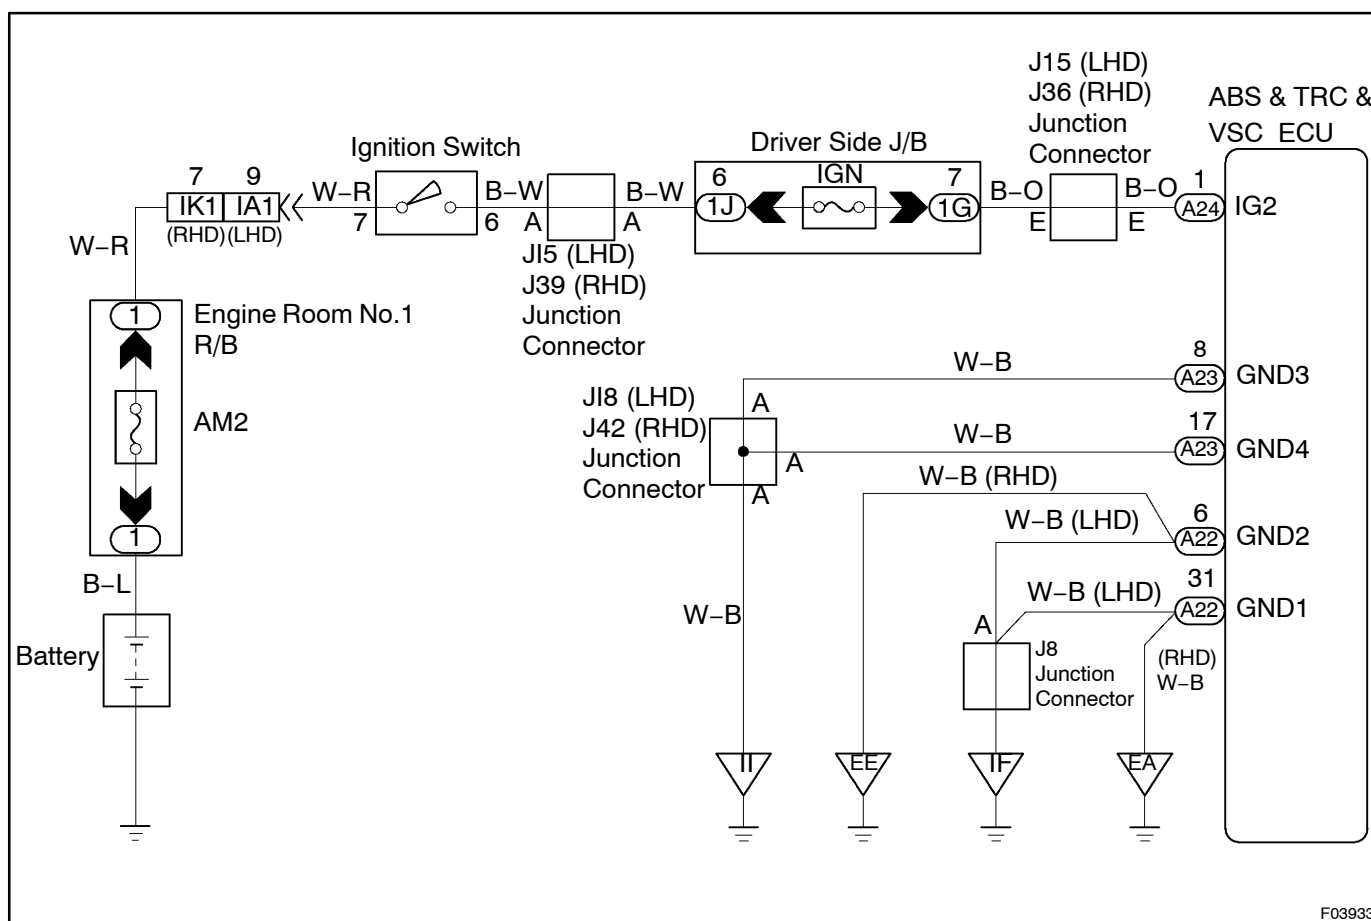 J15 (LHD)
J36 (RHD)
Junction
Connector
ABS & TRC &
VSC ECU
Ignition Switch
Driver Side J/B
7 9
IK1 IA1
(RHD) (LHD)
W-R
7
6
B-W
A
B-W
A
6
1J
IGN
7
1G
B-O
E
B-O
E
1
A24
IG2
JI5 (LHD)
J39 (RHD)
Junction
Connector
W-R
1
Engine Room No.1
R/B
AM2
1
B-L
Battery
W-B
8
A23
GND3
JI8 (LHD)
J42 (RHD)
Junction
Connector
A
A
A
W-B
17
A23
GND4
W-B (RHD)
W-B (LHD)
6
A22
GND2
W-B
W-B (LHD)
31
A22
GND1
A
J8
Junction
Connector
(RHD)
W-B
II
EE
IF
EA
F03933